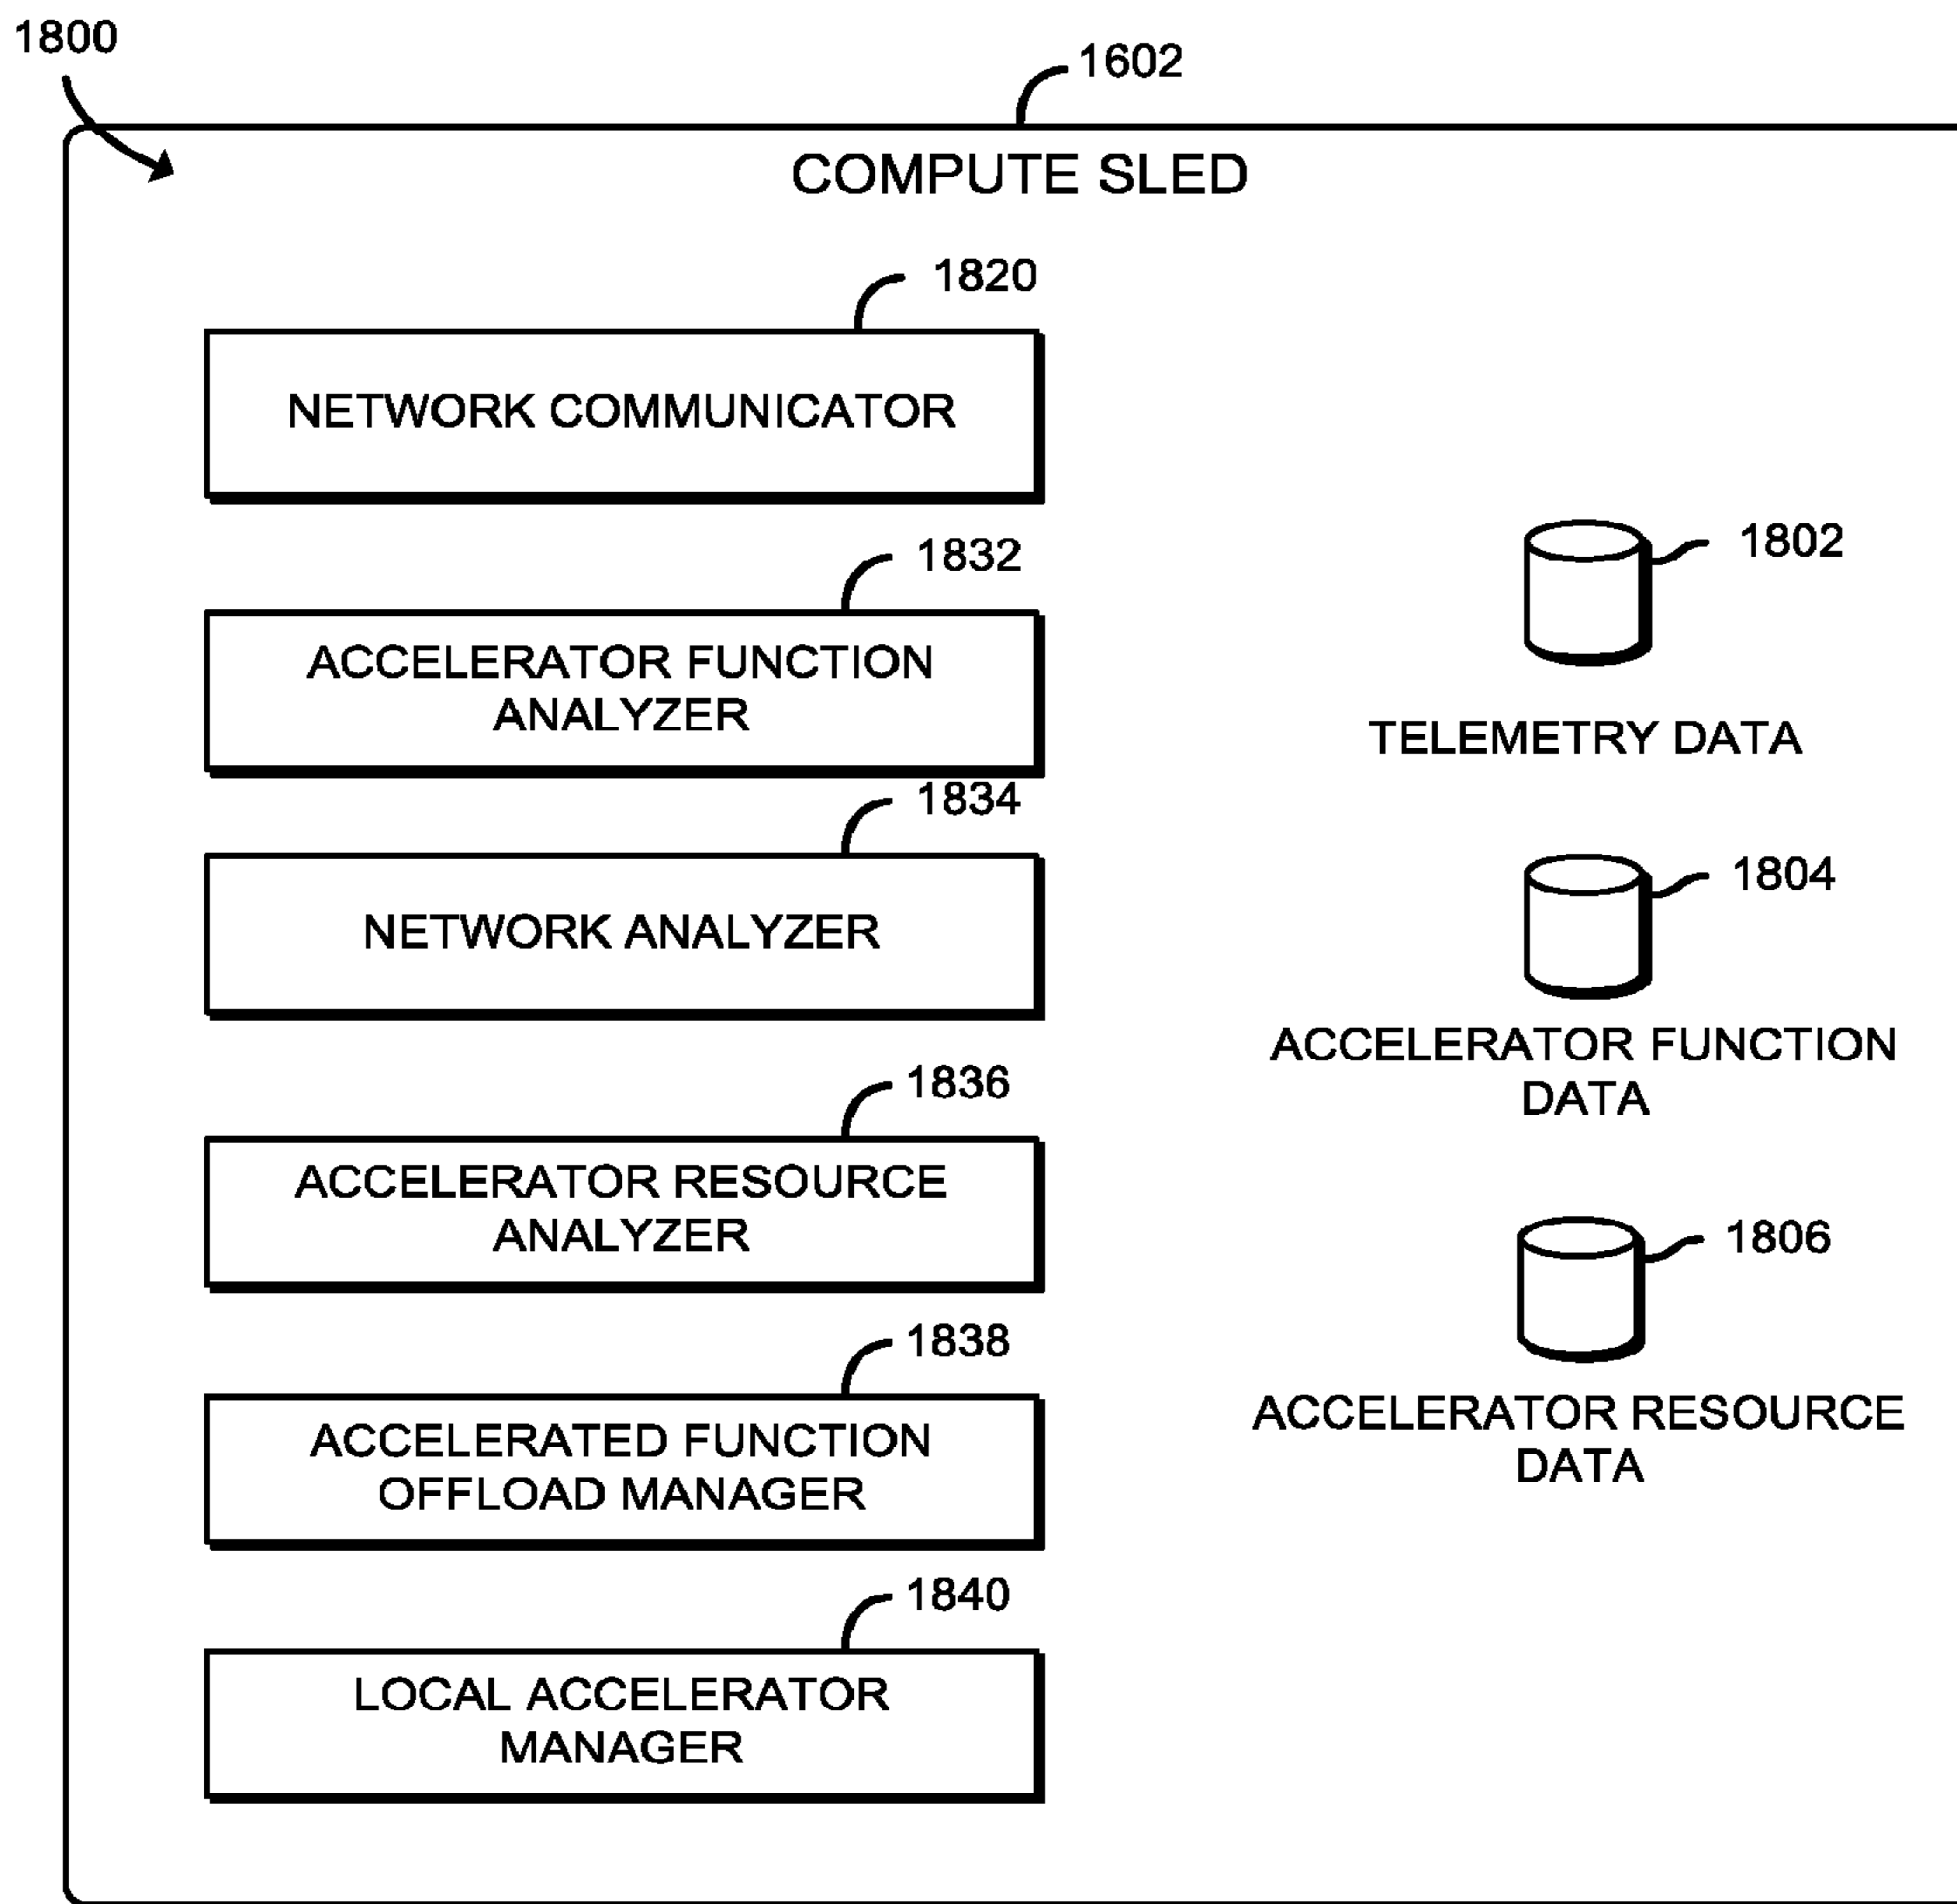 1800
1602
COMPUTE SLED
1820
NETWORK COMMUNICATOR
1832
ACCELERATOR FUNCTION
ANALYZER
1834
NETWORK ANALYZER
1836
ACCELERATOR RESOURCE
ANALYZER
1838
ACCELERATED FUNCTION
OFFLOAD MANAGER
1840
LOCAL ACCELERATOR
MANAGER
1802
TELEMETRY DATA
1804
ACCELERATOR FUNCTION
DATA
1806
ACCELERATOR RESOURCE
DATA